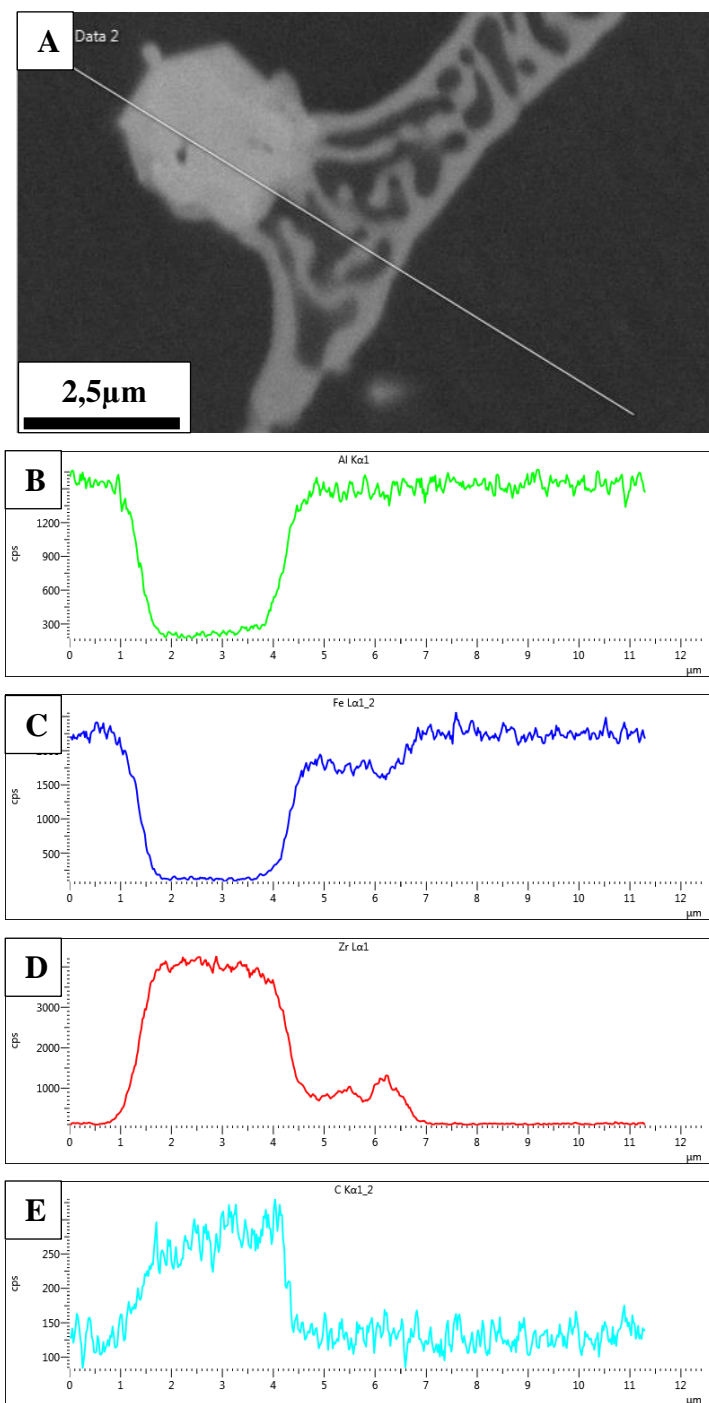 A Data 2
2,5µm
B
Al Kα1
cps
1200
900
600
300
0 1 2 3 4 5 6 7 8 9 10 11 12
µm
C
Fe Lα1_2
cps
1500
1000
500
0 1 2 3 4 5 6 7 8 9 10 11 12
µm
D
Zr Lα1
cps
3000
2000
1000
0 1 2 3 4 5 6 7 8 9 10 11 12
µm
E
C Kα1_2
cps
250
200
150
100
0 1 2 3 4 5 6 7 8 9 10 11 12
µm